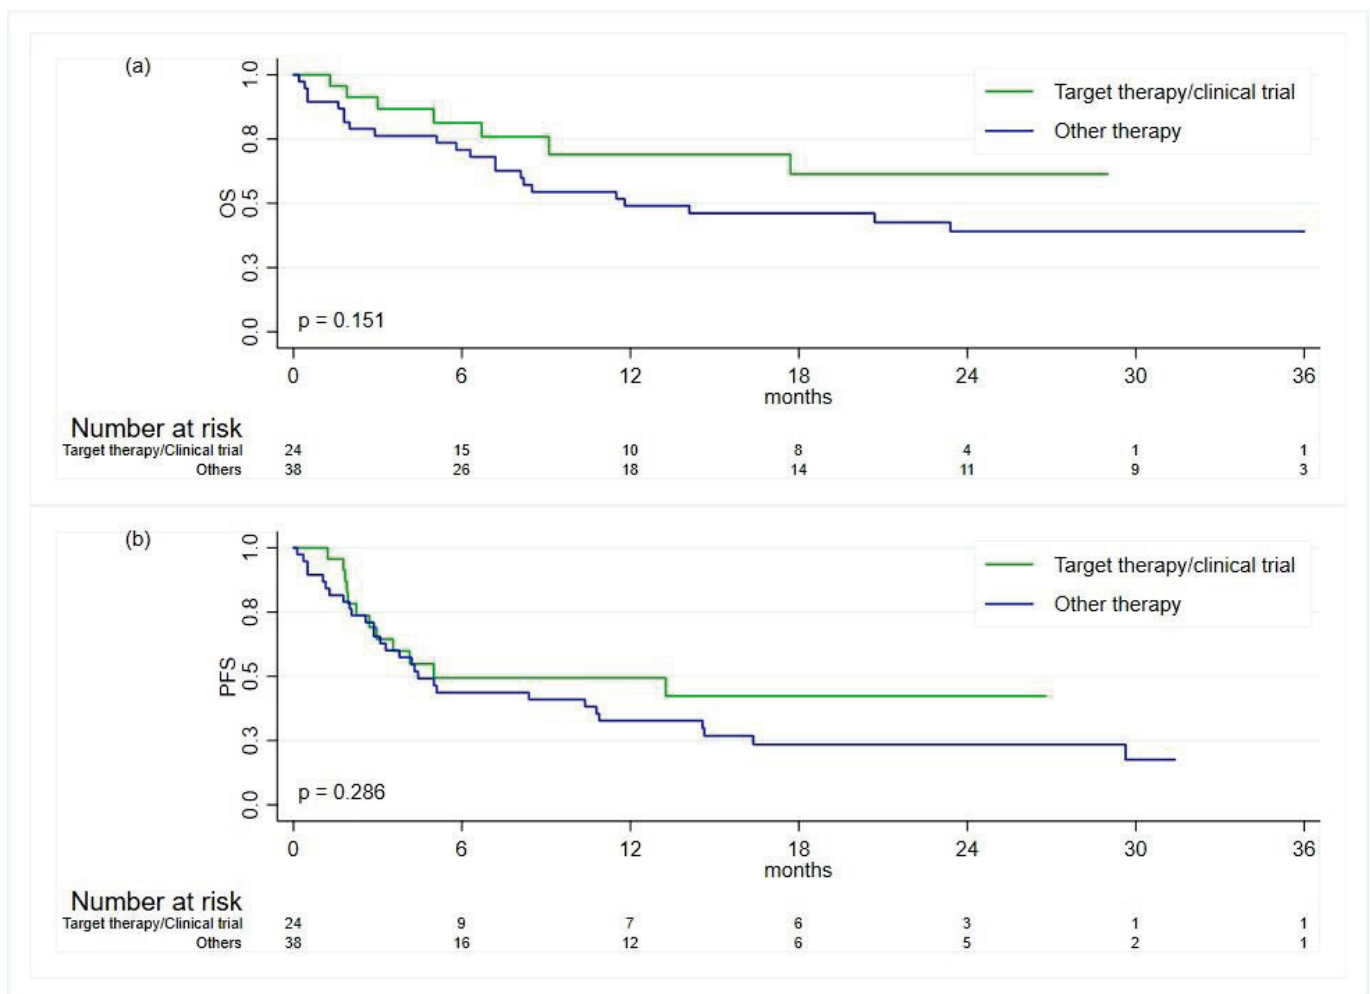 (a)
1.0
0.8
0.5
0.3
0.0
OS
Target therapy/clinical trial
Other therapy
p = 0.151
0 6 12 18 24 30 36
months
Number at risk
Target therapy/Clinical trial 24 15 10 8 4 1 1
Others 38 26 18 14 11 9 3
(b)
1.0
0.8
0.5
0.3
0.0
PFS
Target therapy/clinical trial
Other therapy
p = 0.286
0 6 12 18 24 30 36
months
Number at risk
Target therapy/Clinical trial 24 9 7 6 3 1 1
Others 38 16 12 6 5 2 1